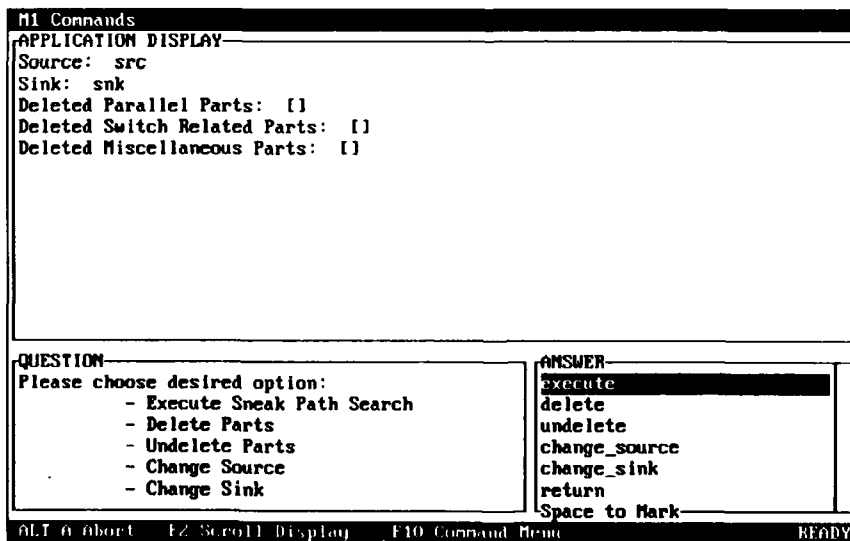 M1 Commands
APPLICATION DISPLAY
Source: src
Sink: snk
Deleted Parallel Parts: []
Deleted Switch Related Parts: []
Deleted Miscellaneous Parts: []
QUESTION
Please choose desired option:
- Execute Sneak Path Search
- Delete Parts
- Undelete Parts
- Change Source
- Change Sink
ANSWER
execute
delete
undelete
change_source
change_sink
return
Space to Mark
ALT A Abort F2 Scroll Display F10 Command Menu READY